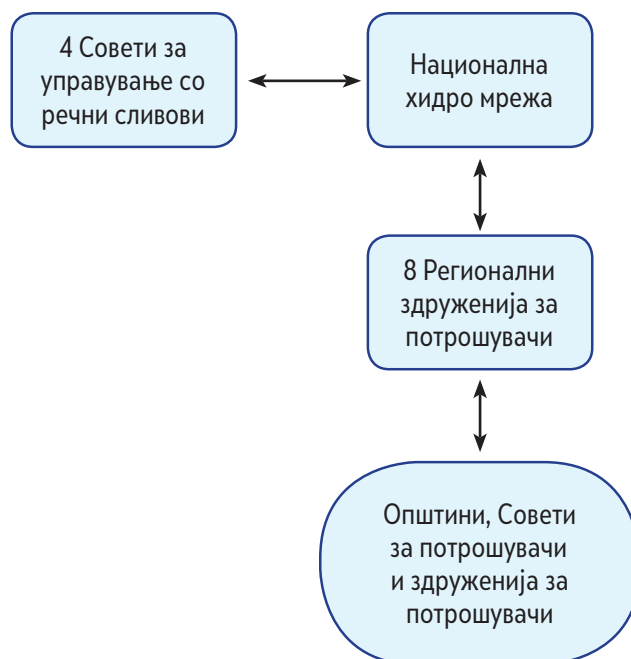 4 Совети за
управување со
речни сливови
Национална
хидро мрежа
8 Регионални
здруженија за
потрошувачи
Општини, Совети
за потрошувачи
и здруженија за
потрошувачи